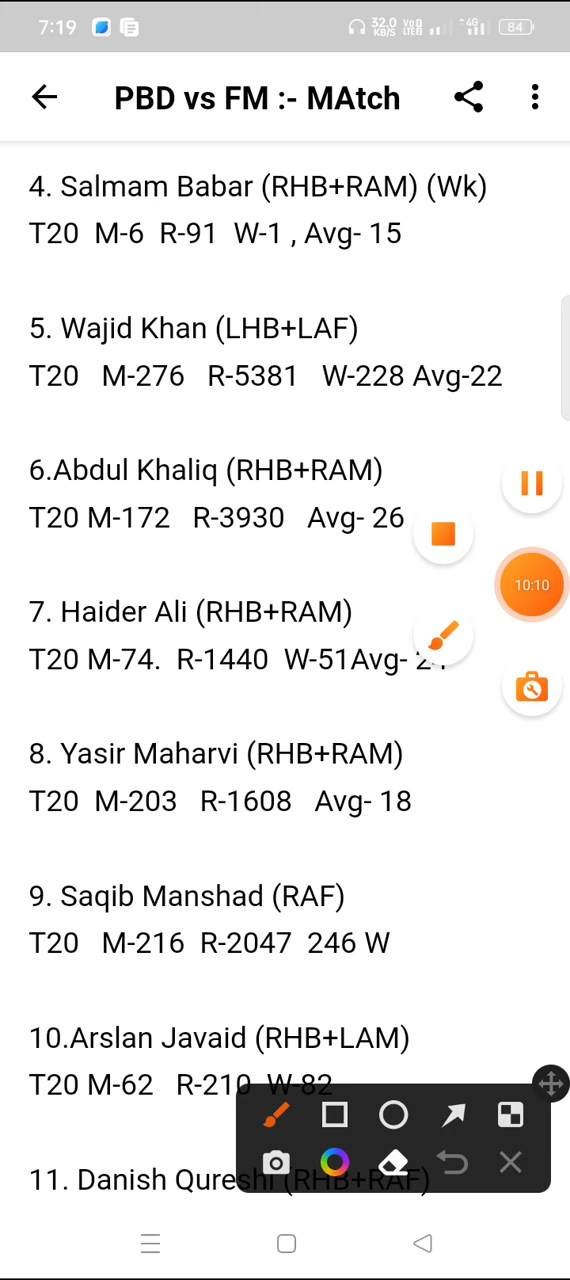 7:19 32.0 KB/S VoD LTE 4G 84
PBD vs FM :- MAtch
4. Salmam Babar (RHB+RAM) (Wk)
T20 M-6 R-91 W-1 , Avg- 15
5. Wajid Khan (LHB+LAF)
T20 M-276 R-5381 W-228 Avg-22
6.Abdul Khaliq (RHB+RAM)
T20 M-172 R-3930 Avg- 26
10:10
7. Haider Ali (RHB+RAM)
T20 M-74. R-1440 W-51Avg-
8. Yasir Maharvi (RHB+RAM)
T20 M-203 R-1608 Avg- 18
9. Saqib Manshad (RAF)
T20 M-216 R-2047 246 W
10.Arslan Javaid (RHB+LAM)
T20 M-62 R-210 W-82
11. Danish Qureshi (RHB+RAF)